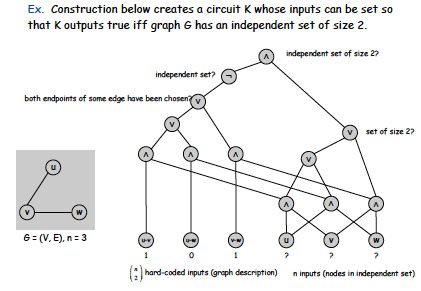 Ex. Construction below creates a circuit K whose inputs can be set so
that K outputs true iff graph G has an independent set of size 2.
∧
independent set of size 2?
independent set?
¬
both endpoints of some edge have been chosen?
∨
∨
∨
set of size 2?
∧ ∧ ∧
∨
∧ ∧ ∧
u
v w
G = (V, E), n = 3
u-v u-w v-w u v w
1 0 1 ? ? ?
(n 2) hard-coded inputs (graph description)
n inputs (nodes in independent set)